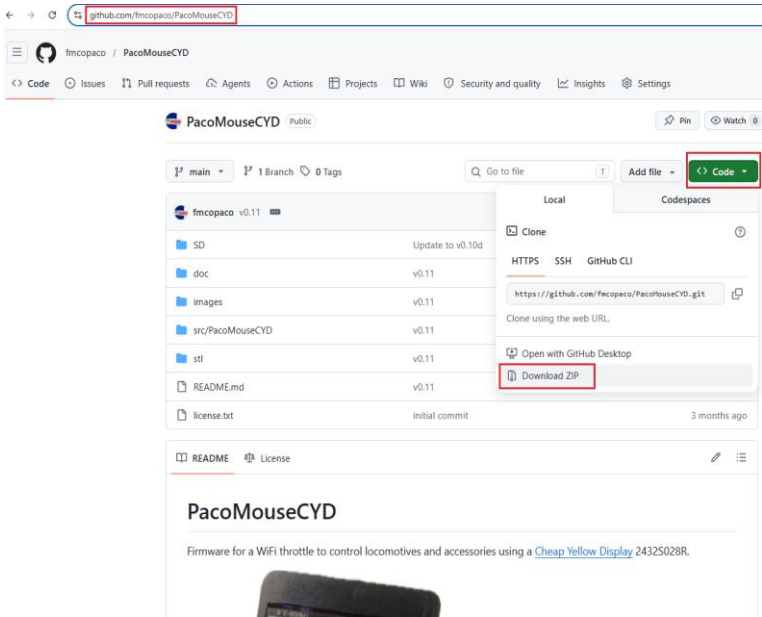 github.com/fmcopaco/PacoMouseCYD
fmcopaco / PacoMouseCYD
Code Issues Pull requests Agents Actions Projects Wiki Security and quality Insights Settings
PacoMouseCYD Public Pin Watch 0
main 1 Branch 0 Tags Go to file T Add file Code
Local Codespaces
fmcopaco v0.11
Clone
SD Update to v0.10d
HTTPS SSH GitHub CLI
doc v0.11
https://github.com/fmcopaco/PacoMouseCYD.git
images v0.11
Clone using the web URL.
src/PacoMouseCYD v0.11
Open with GitHub Desktop
stl v0.11
Download ZIP
README.md v0.11
license.txt initial commit 3 months ago
README License
PacoMouseCYD
Firmware for a WiFi throttle to control locomotives and accessories using a Cheap Yellow Display 2432S028R.